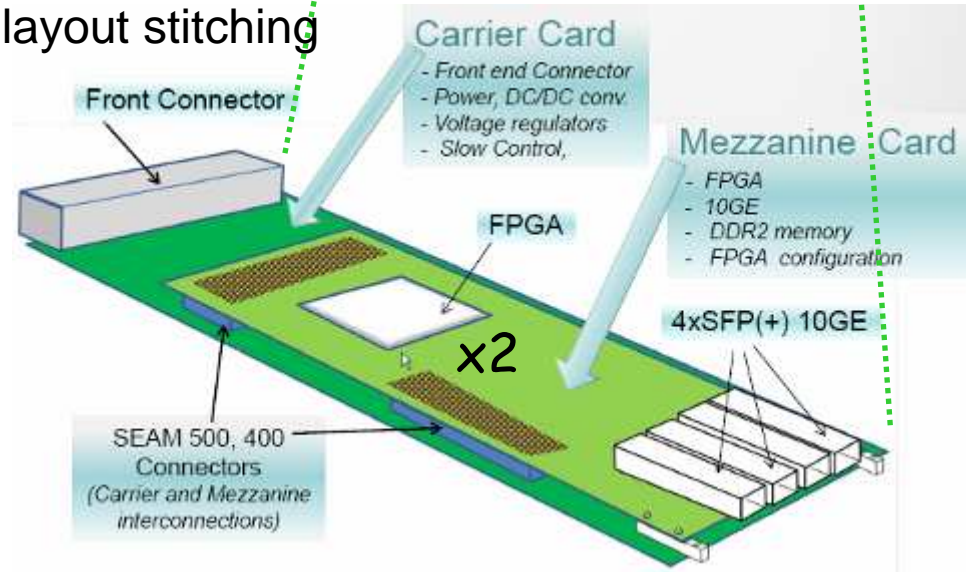 layout stitching
Carrier Card
- Front end Connector
- Power, DC/DC conv.
- Voltage regulators
- Slow Control,
Front Connector
Mezzanine Card
- FPGA
- 10GE
- DDR2 memory
- FPGA configuration
FPGA
4xSFP(+) 10GE
x2
SEAM 500, 400
Connectors
(Carrier and Mezzanine
interconnections)